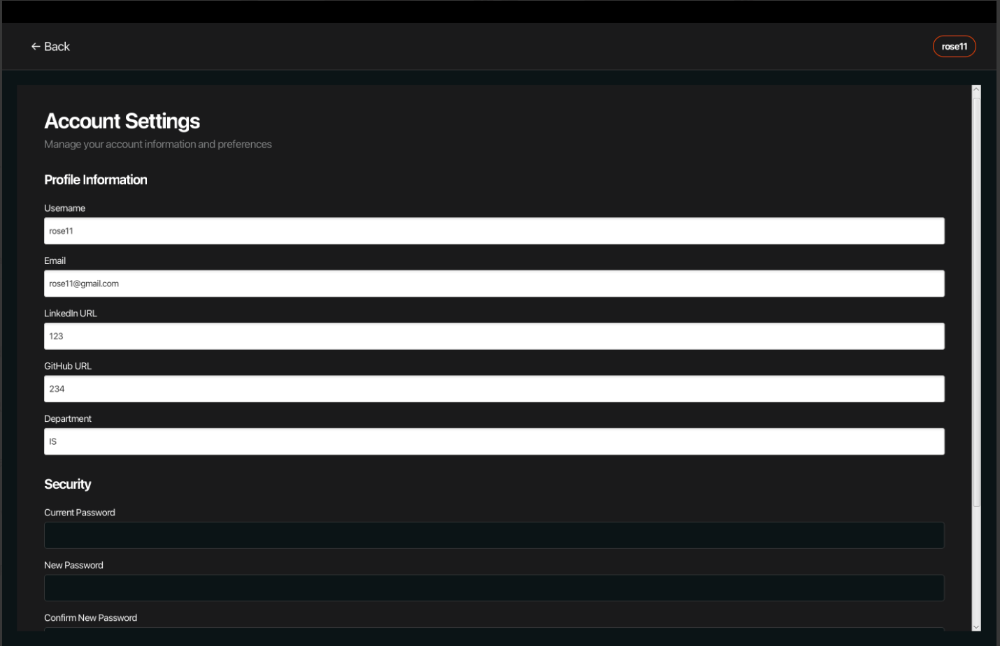 ← Back
rose11
Account Settings
Manage your account information and preferences
Profile Information
Username
rose11
Email
rose11@gmail.com
LinkedIn URL
123
GitHub URL
234
Department
IS
Security
Current Password
New Password
Confirm New Password